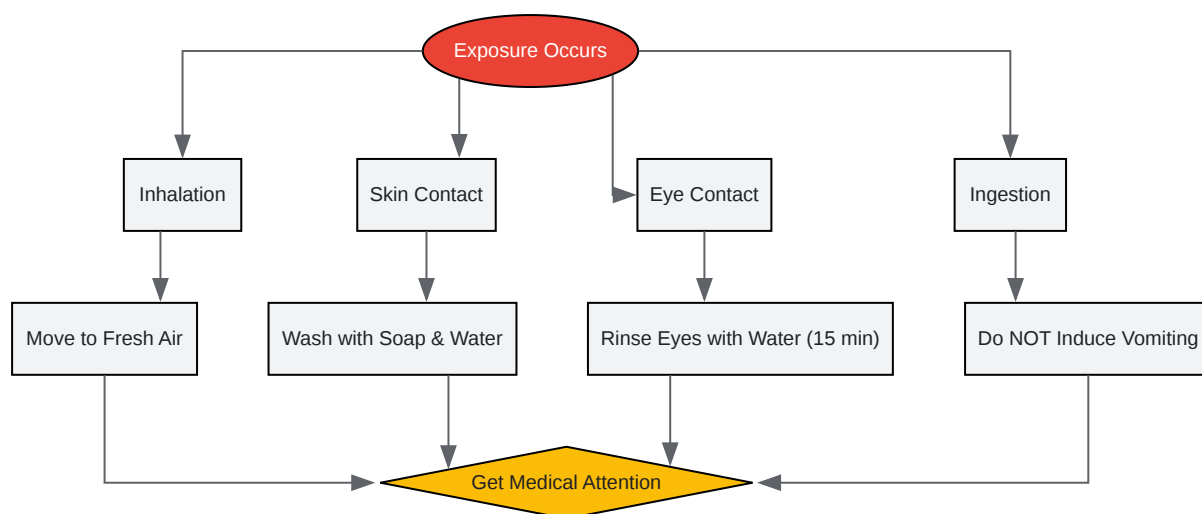 Exposure Occurs
Inhalation
Skin Contact
Eye Contact
Ingestion
Move to Fresh Air
Wash with Soap & Water
Rinse Eyes with Water (15 min)
Do NOT Induce Vomiting
Get Medical Attention